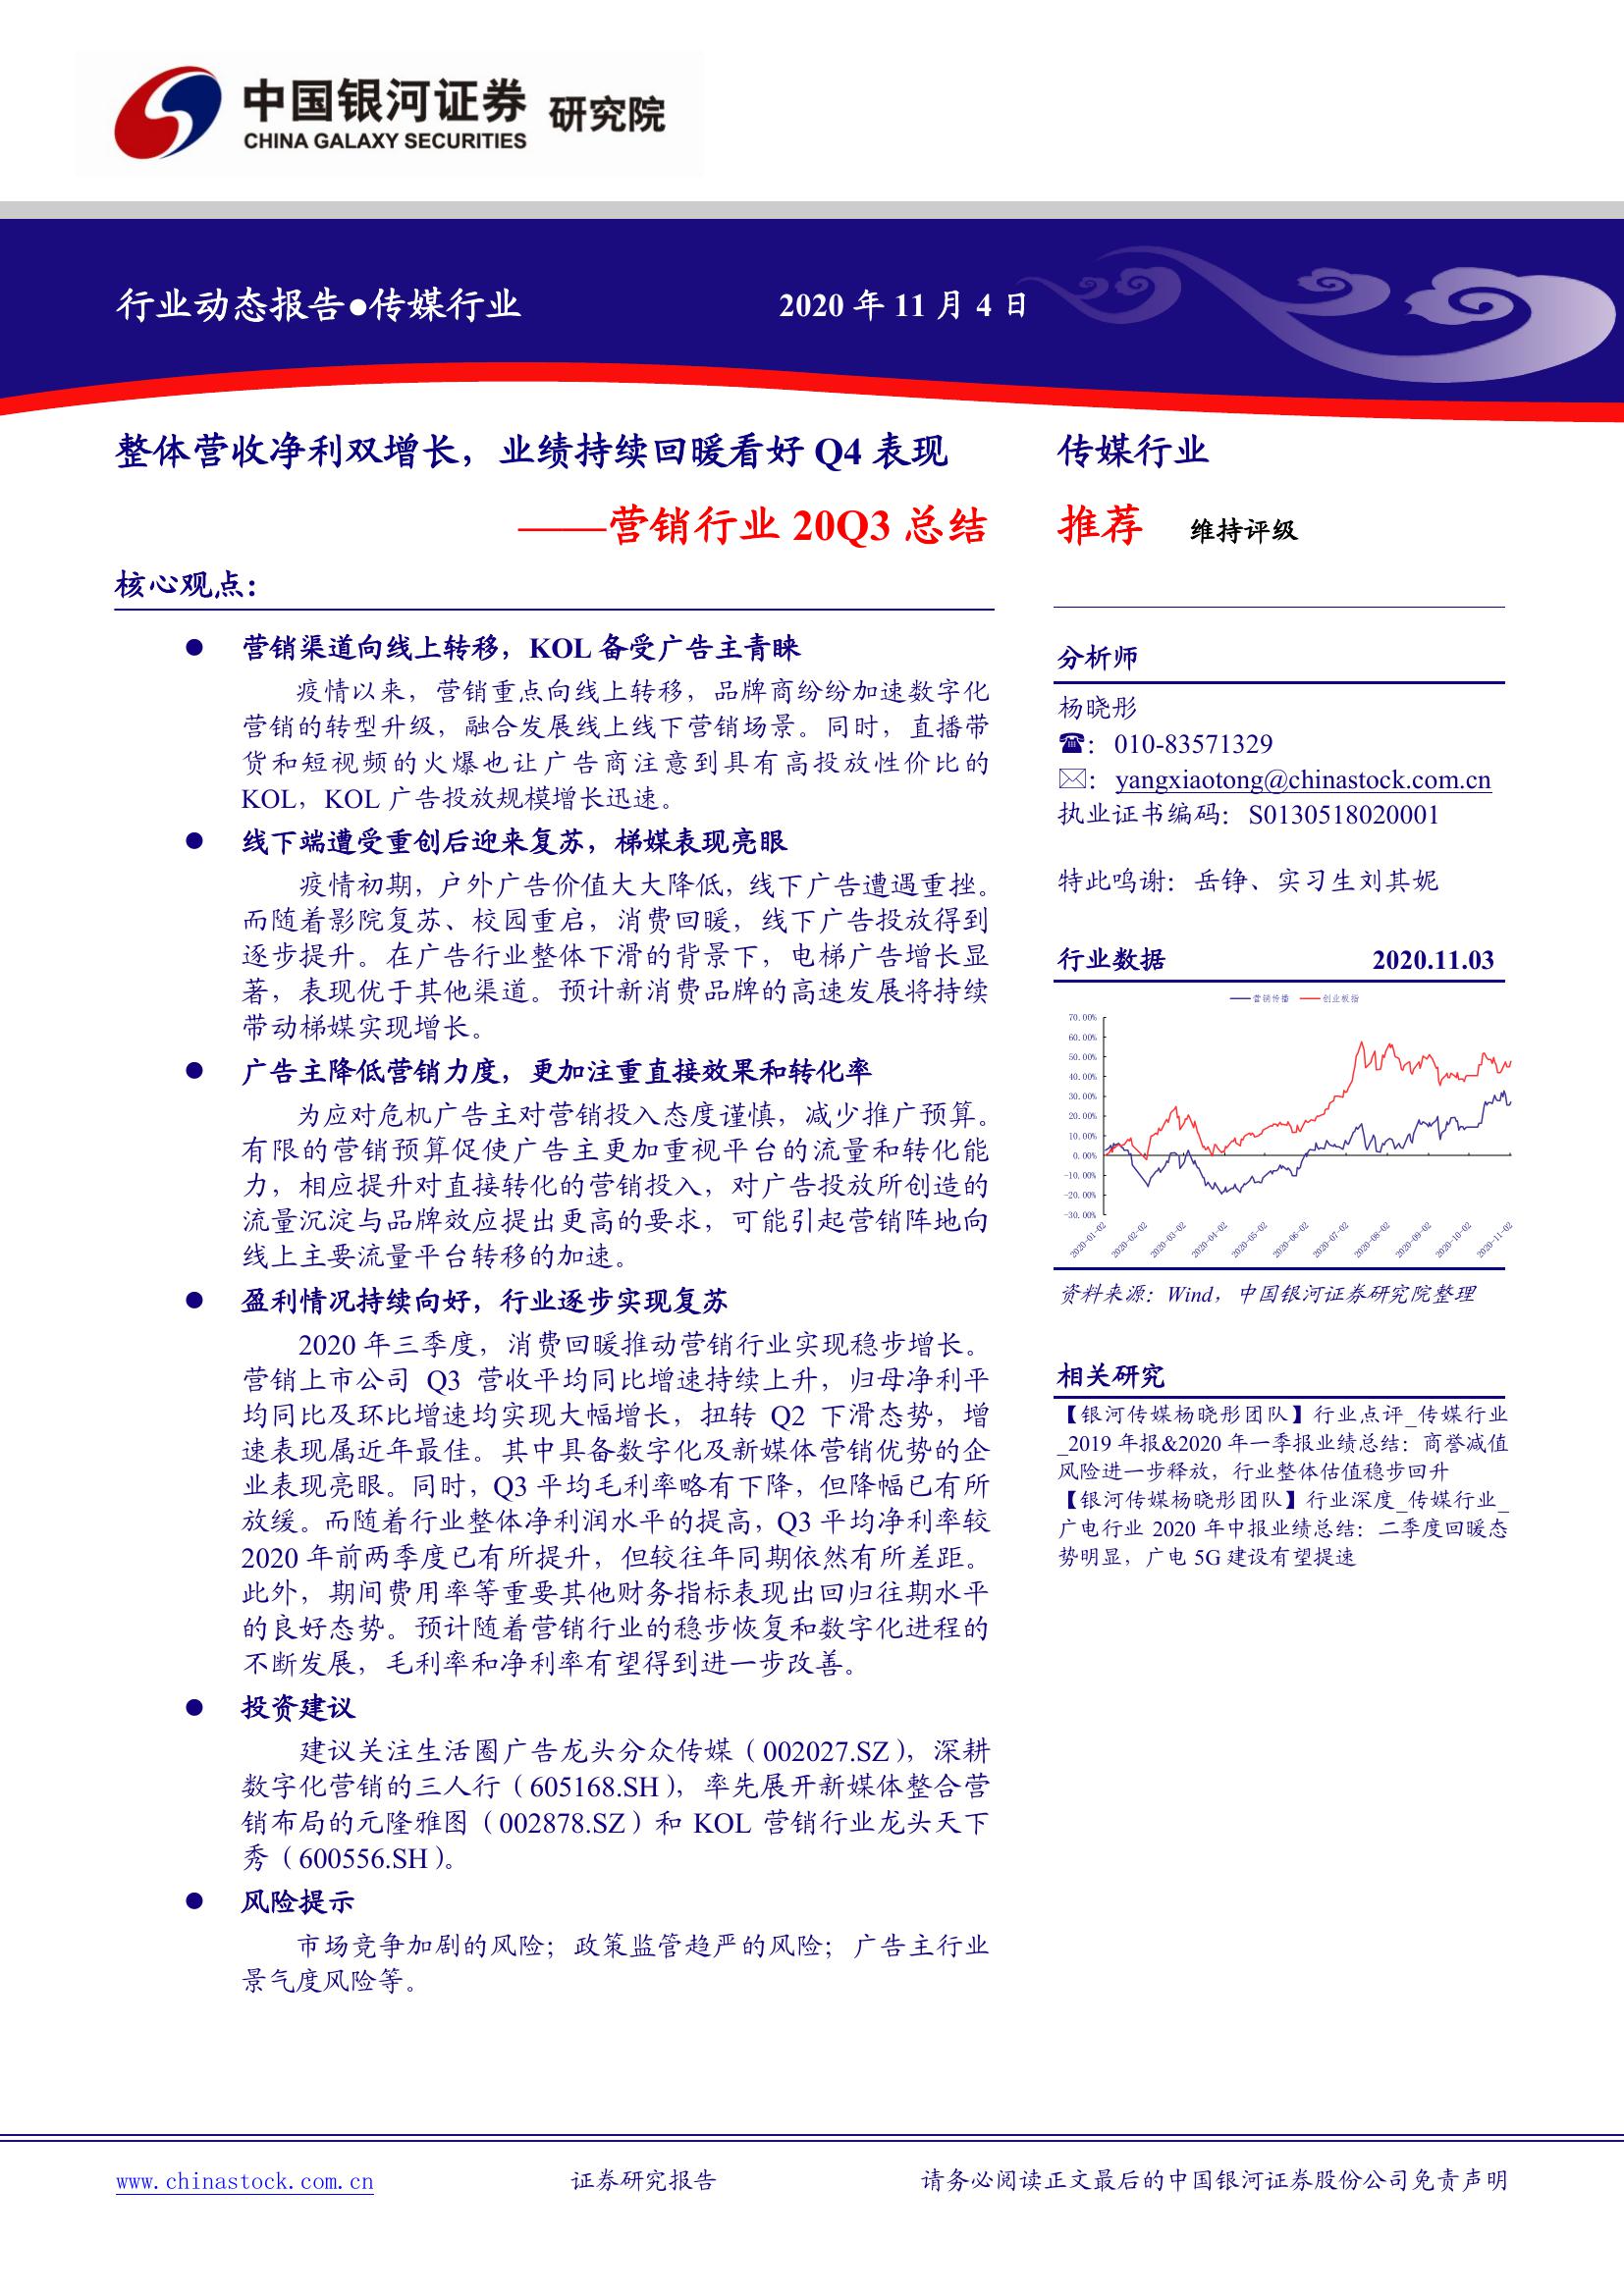 中国银河证券 研究院
CHINA GALAXY SECURITIES
行业动态报告●传媒行业
2020 年 11 月 4 日
整体营收净利双增长，业绩持续回暖看好 Q4 表现
——营销行业 20Q3 总结
核心观点：
● 营销渠道向线上转移，KOL 备受广告主青睐
疫情以来，营销重点向线上转移，品牌商纷纷加速数字化
营销的转型升级，融合发展线上线下营销场景。同时，直播带
货和短视频的火爆也让广告商注意到具有高投放性价比的
KOL，KOL 广告投放规模增长迅速。
● 线下端遭受重创后迎来复苏，梯媒表现亮眼
疫情初期，户外广告价值大大降低，线下广告遭遇重挫。
而随着影院复苏、校园重启，消费回暖，线下广告投放得到
逐步提升。在广告行业整体下滑的背景下，电梯广告增长显
著，表现优于其他渠道。预计新消费品牌的高速发展将持续
带动梯媒实现增长。
● 广告主降低营销力度，更加注重直接效果和转化率
为应对危机广告主对营销投入态度谨慎，减少推广预算。
有限的营销预算促使广告主更加重视平台的流量和转化能
力，相应提升对直接转化的营销投入，对广告投放所创造的
流量沉淀与品牌效应提出更高的要求，可能引起营销阵地向
线上主要流量平台转移的加速。
● 盈利情况持续向好，行业逐步实现复苏
2020 年三季度，消费回暖推动营销行业实现稳步增长。
营销上市公司 Q3 营收平均同比增速持续上升，归母净利平
均同比及环比增速均实现大幅增长，扭转 Q2 下滑态势，增
速表现属近年最佳。其中具备数字化及新媒体营销优势的企
业表现亮眼。同时，Q3 平均毛利率略有下降，但降幅已有所
放缓。而随着行业整体净利润水平的提高，Q3 平均净利率较
2020 年前两季度已有所提升，但较往年同期依然有所差距。
此外，期间费用率等重要其他财务指标表现出回归往期水平
的良好态势。预计随着营销行业的稳步恢复和数字化进程的
不断发展，毛利率和净利率有望得到进一步改善。
● 投资建议
建议关注生活圈广告龙头分众传媒（002027.SZ），深耕
数字化营销的三人行（605168.SH），率先展开新媒体整合营
销布局的元隆雅图（002878.SZ）和 KOL 营销行业龙头天下
秀（600556.SH）。
● 风险提示
市场竞争加剧的风险；政策监管趋严的风险；广告主行业
景气度风险等。
传媒行业
推荐 维持评级
分析师
杨晓彤
☎：010-83571329
✉：yangxiaotong@chinastock.com.cn
执业证书编码：S0130518020001
特此鸣谢：岳铮、实习生刘其妮
行业数据 2020.11.03
营销传播 创业板指
70.00%
60.00%
50.00%
40.00%
30.00%
20.00%
10.00%
0.00%
-10.00%
-20.00%
-30.00%
2020-01-02
2020-02-02
2020-03-02
2020-04-02
2020-05-02
2020-06-02
2020-07-02
2020-08-02
2020-09-02
2020-10-02
2020-11-02
资料来源：Wind，中国银河证券研究院整理
相关研究
【银河传媒杨晓彤团队】行业点评_传媒行业
_2019 年报&2020 年一季报业绩总结：商誉减值
风险进一步释放，行业整体估值稳步回升
【银河传媒杨晓彤团队】行业深度_传媒行业_
广电行业 2020 年中报业绩总结：二季度回暖态
势明显，广电 5G 建设有望提速
www.chinastock.com.cn
证券研究报告
请务必阅读正文最后的中国银河证券股份公司免责声明